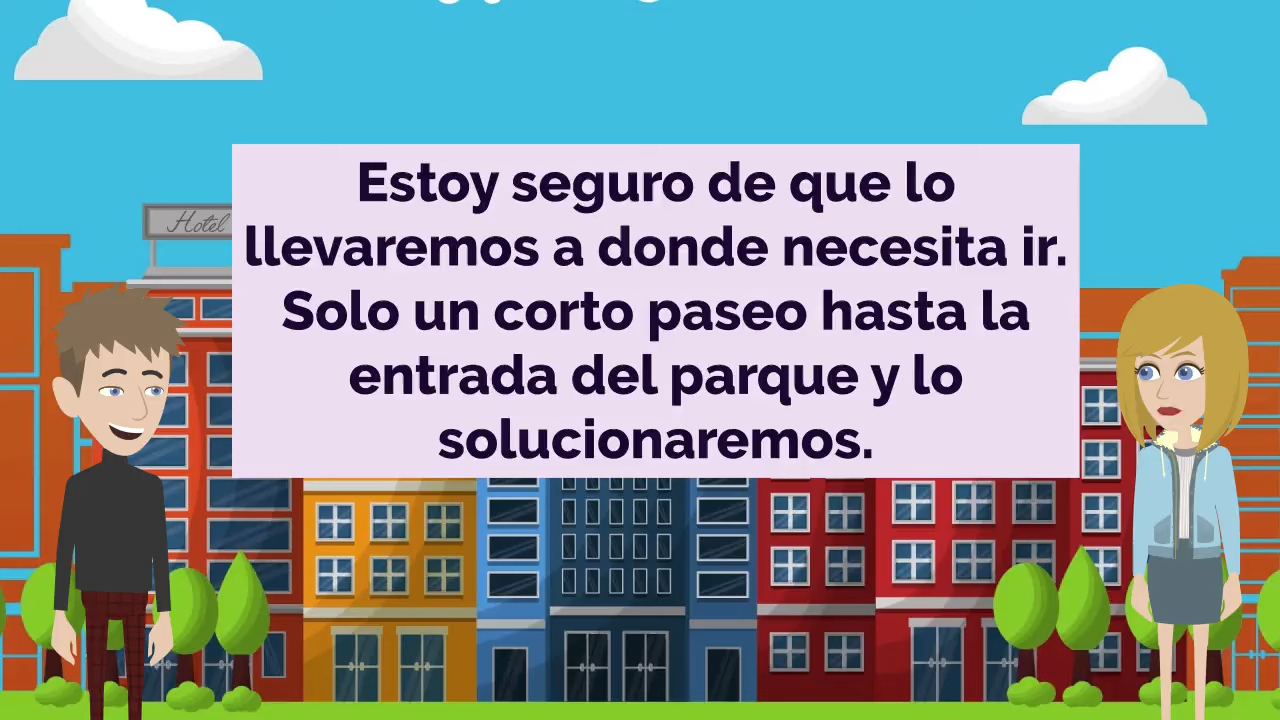 Estoy seguro de que lo
llevaremos a donde necesita ir.
Solo un corto paseo hasta la
entrada del parque y lo
solucionaremos.
Hotel